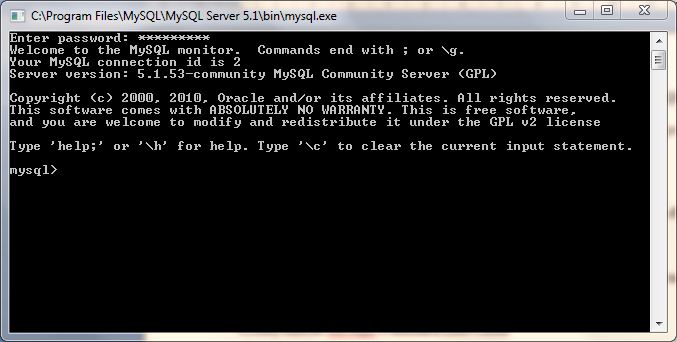 C:\Program Files\MySQL\MySQL Server 5.1\bin\mysql.exe
Enter password: *********
Welcome to the MySQL monitor.  Commands end with ; or \g.
Your MySQL connection id is 2
Server version: 5.1.53-community MySQL Community Server (GPL)
Copyright (c) 2000, 2010, Oracle and/or its affiliates. All rights reserved.
This software comes with ABSOLUTELY NO WARRANTY. This is free software,
and you are welcome to modify and redistribute it under the GPL v2 license
Type 'help;' or '\h' for help. Type '\c' to clear the current input statement.
mysql>